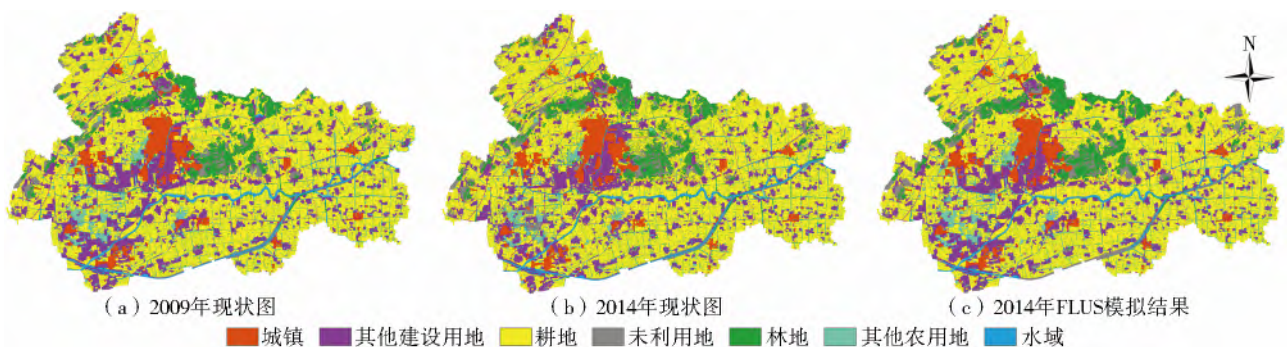 N
（a）2009年现状图 （b）2014年现状图 （c）2014年FLUS模拟结果
城镇 其他建设用地 耕地 未利用地 林地 其他农用地 水域